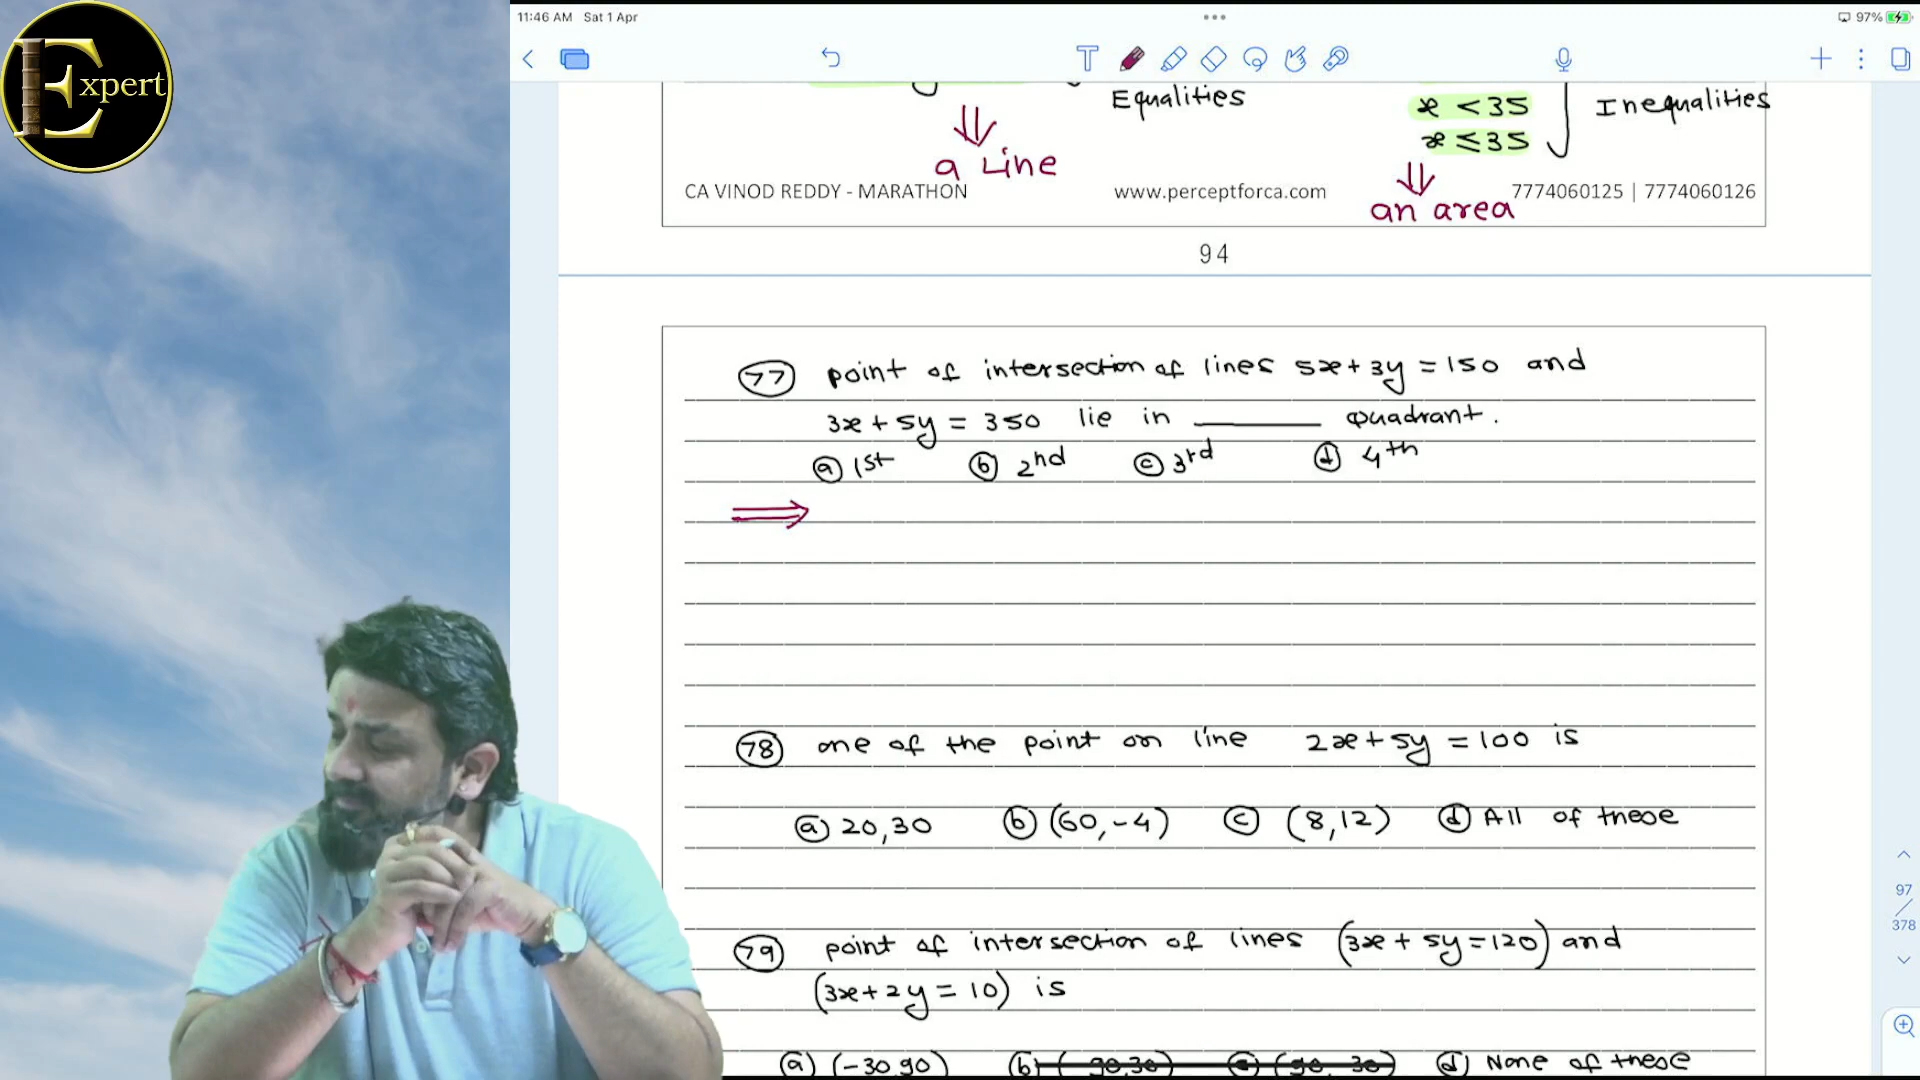 Expert
11:46 AM Sat 1 Apr
97%
Equalities
x < 35
x ≤ 35
Inequalities
a Line
CA VINOD REDDY - MARATHON www.perceptforca.com 7774060125 | 7774060126
an area
94
77 point of intersection of lines 5x + 3y = 150 and
3x + 5y = 350 lie in ______ quadrant.
a 1st b 2nd c 3rd d 4th
⇒
78 one of the point on line 2x + 5y = 100 is
a 20,30 b (60,-4) c (8,12) d All of these
79 point of intersection of lines (3x + 5y = 120) and
(3x + 2y = 10) is
a (-30,90) b (-90,30) c (90,-30) d None of these
97
378